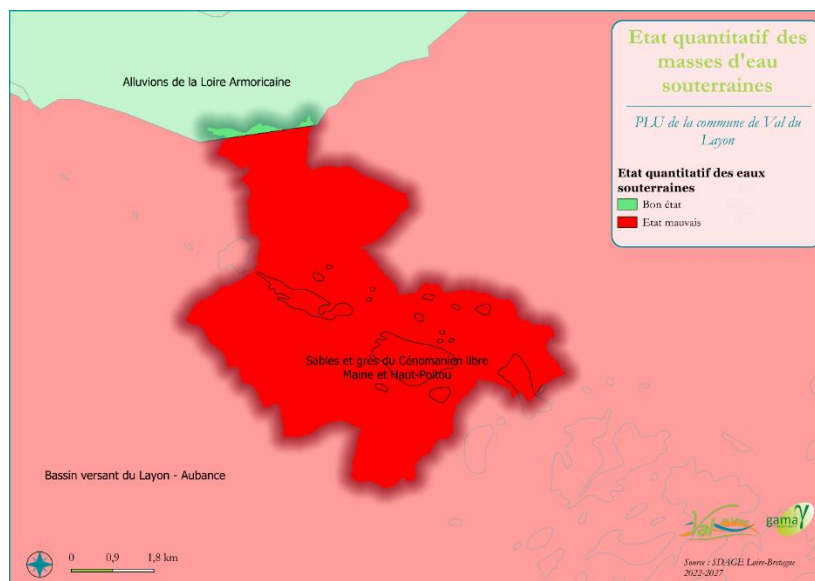 Etat quantitatif des
masses d'eau
souterraines
PLU de la commune de Val du
Layon
Etat quantitatif des eaux
souterraines
Bon état
Etat mauvais
Alluvions de la Loire Armoricaine
Sables et grès du Cénomanien libre
Maine et Haut-Poitou
Bassin versant du Layon - Aubance
0 0,9 1,8 km
Val
gama
Source : SDAGE Loire-Bretagne
2022-2027